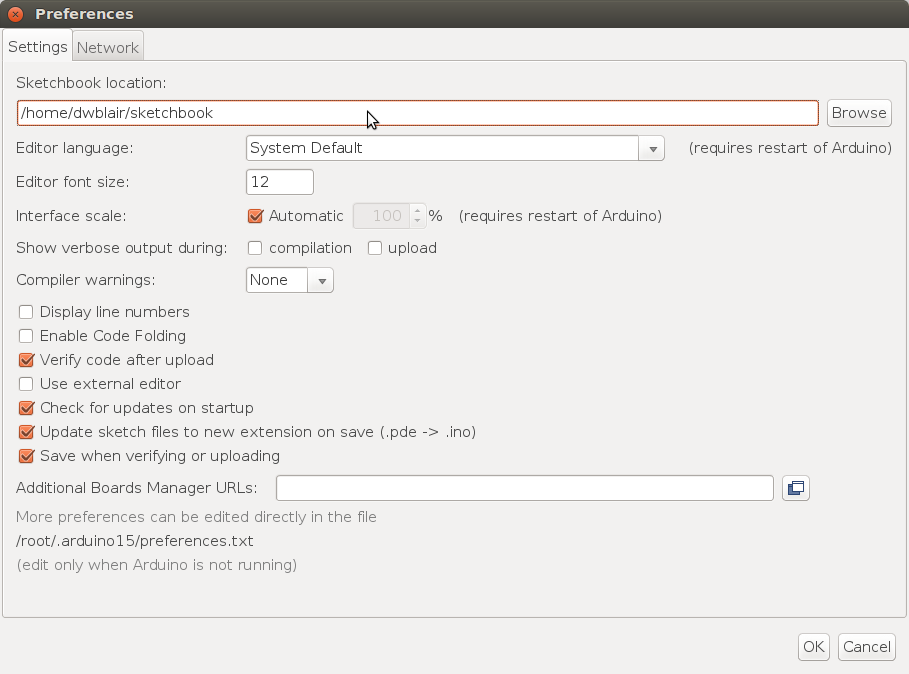 Preferences
Settings Network
Sketchbook location:
/home/dwblair/sketchbook Browse
Editor language: System Default (requires restart of Arduino)
Editor font size: 12
Interface scale: Automatic 100 % (requires restart of Arduino)
Show verbose output during: compilation upload
Compiler warnings: None
Display line numbers
Enable Code Folding
Verify code after upload
Use external editor
Check for updates on startup
Update sketch files to new extension on save (.pde -> .ino)
Save when verifying or uploading
Additional Boards Manager URLs:
More preferences can be edited directly in the file
/root/.arduino15/preferences.txt
(edit only when Arduino is not running)
OK Cancel